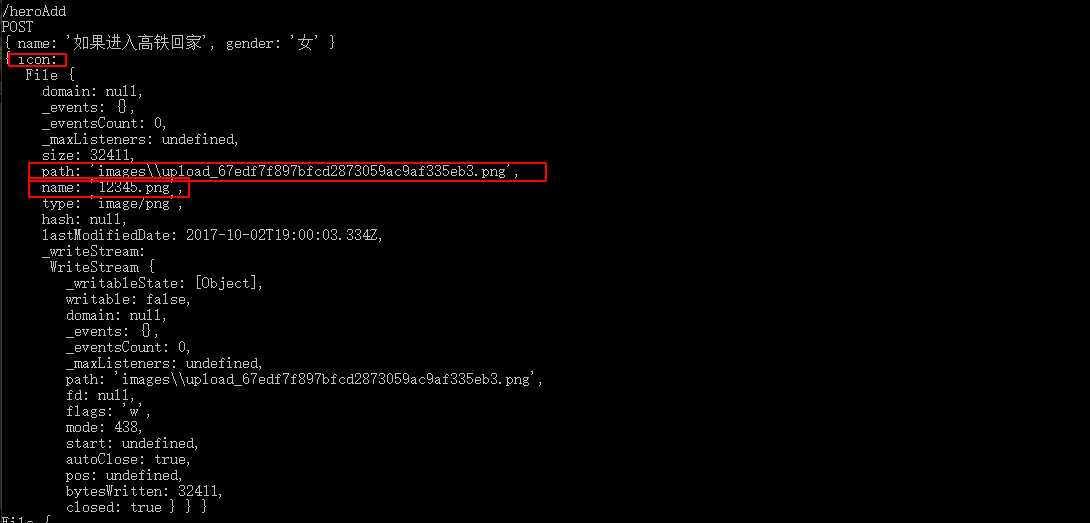 /heroAdd
POST
{ name: '如果进入高铁回家', gender: '女' }
{ icon:
File {
domain: null,
_events: {},
_eventsCount: 0,
_maxListeners: undefined,
size: 32411,
path: 'images\\upload_67edf7f897bfcd2873059ac9af335eb3.png',
name: '12345.png',
type: 'image/png',
hash: null,
lastModifiedDate: 2017-10-02T19:00:03.334Z,
_writeStream:
WriteStream {
_writableState: [Object],
writable: false,
domain: null,
_events: {},
_eventsCount: 0,
_maxListeners: undefined,
path: 'images\\upload_67edf7f897bfcd2873059ac9af335eb3.png',
fd: null,
flags: 'w',
mode: 438,
start: undefined,
autoClose: true,
pos: undefined,
bytesWritten: 32411,
closed: true } } }
File {